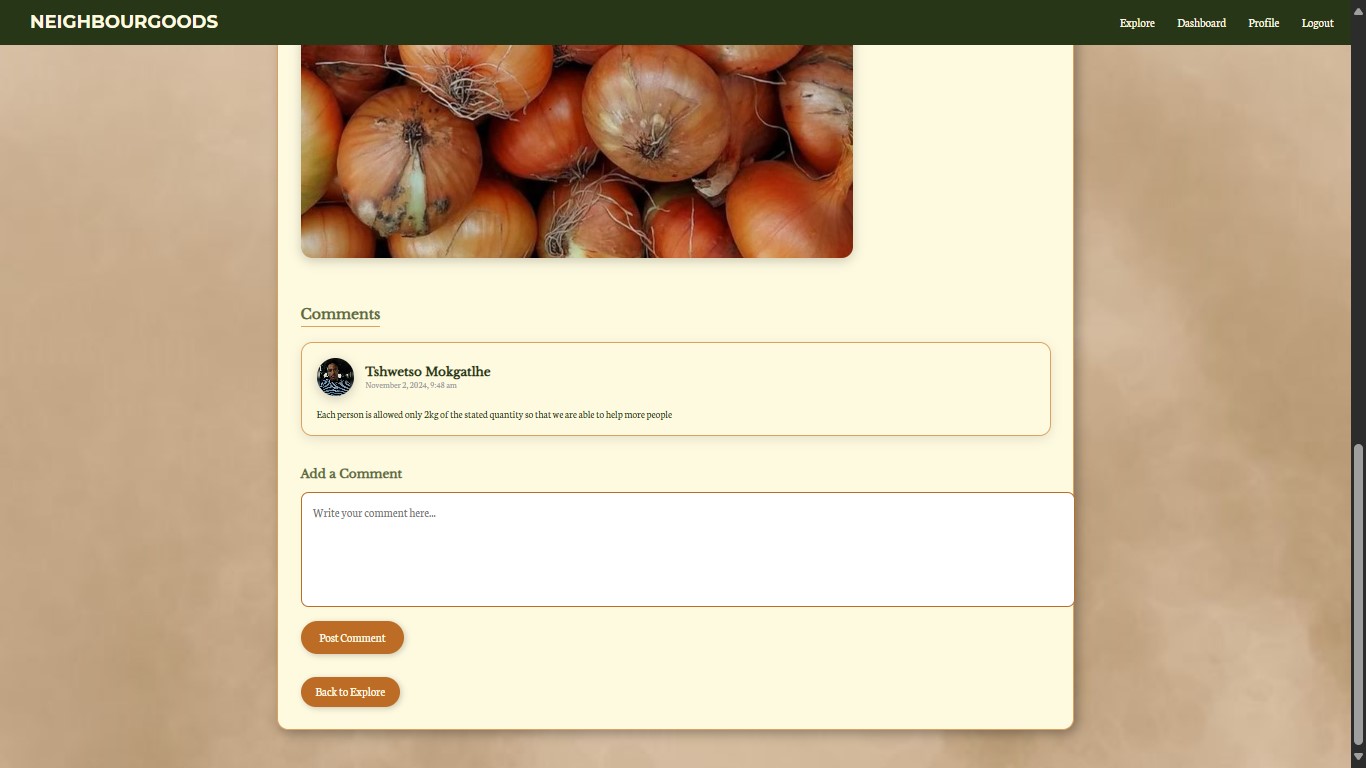 NEIGHBOURGOODS
Explore Dashboard Profile Logout
Comments
Tshwetso Mokgatlhe
November 2, 2024, 9:48 am
Each person is allowed only 2kg of the stated quantity so that we are able to help more people
Add a Comment
Write your comment here...
Post Comment
Back to Explore